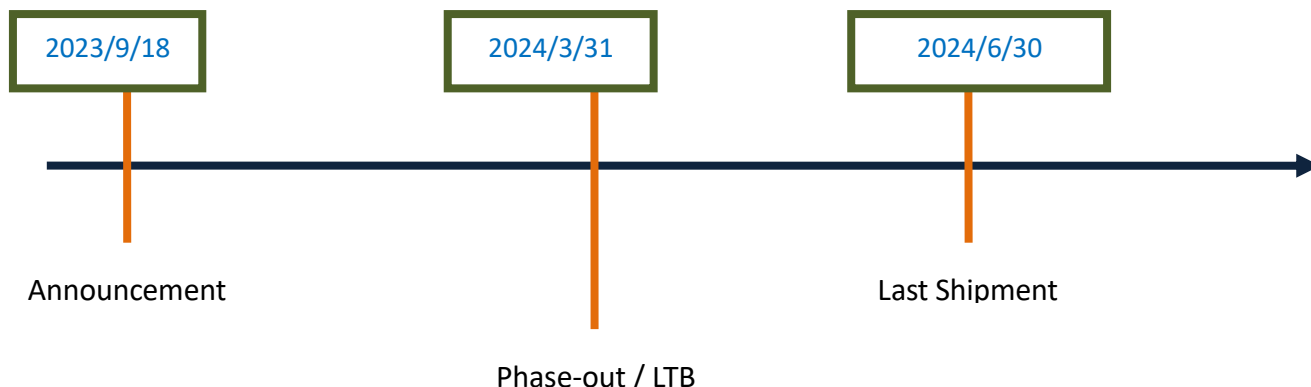 2023/9/18
2024/3/31
2024/6/30
Announcement
Last Shipment
Phase-out / LTB